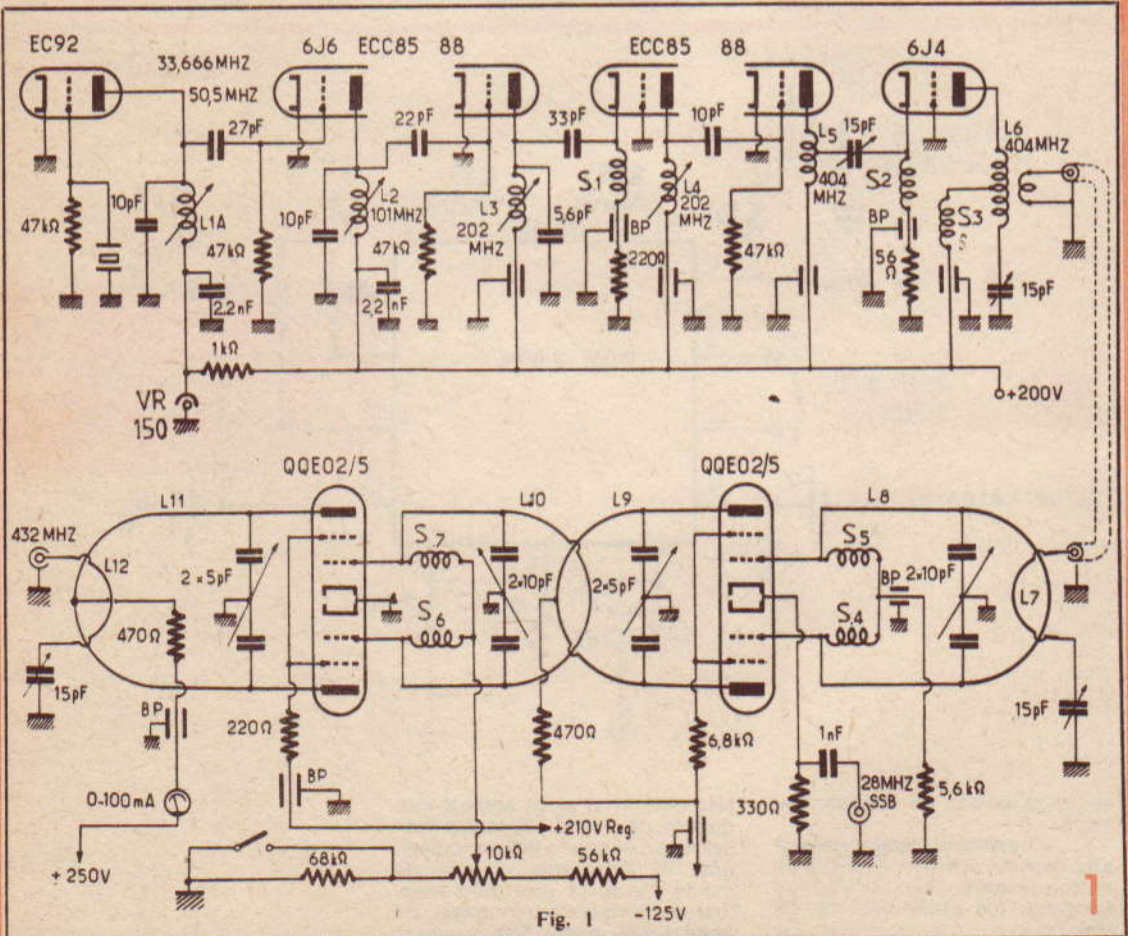 EC92
33,666MHZ
50,5MHZ
6J6
ECC85
88
ECC85
88
6J4
27pF
22pF
33pF
10pF
L5
15pF
L6
404MHZ
47kΩ
10pF
L1A
47kΩ
10pF
L2
101MHZ
47kΩ
L3
202
MHZ
5,6pF
S1
BP
220Ω
L4
202
MHZ
47kΩ
404
MHZ
S2
BP
56
Ω
S3
15pF
2.2nF
2,2nF
1kΩ
VR
150
+200V
QQE02/5
QQE02/5
L11
L10
L9
L8
432MHZ
L12
2×5pF
S7
2×10pF
2×5pF
S5
BP
2×10pF
L7
S6
S4
470Ω
15pF
BP
220Ω
BP
470Ω
6,8kΩ
1nF
330Ω
28MHZ
SSB
5,6kΩ
15pF
0-100mA
+250V
+210V Reg.
68kΩ
10kΩ
56kΩ
-125V
Fig. 1
1